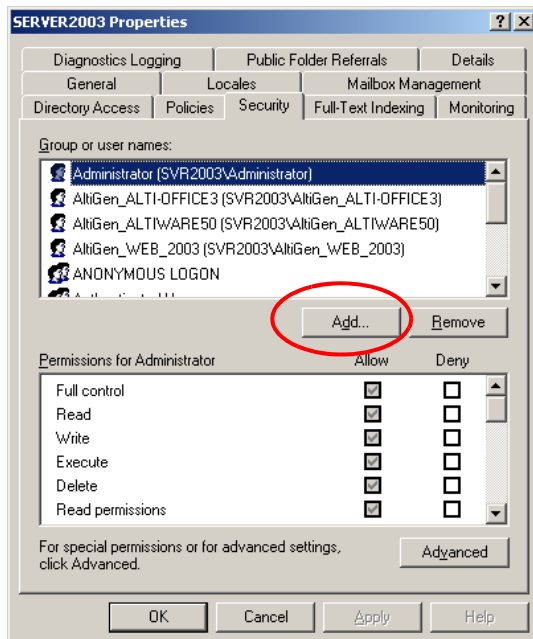 SERVER2003 Properties
Diagnostics Logging Public Folder Referrals Details
General Locales Mailbox Management
Directory Access Policies Security Full-Text Indexing Monitoring
Group or user names:
Administrator (SVR2003\Administrator)
AltiGen_ALTI-OFFICE3 (SVR2003\AltiGen_ALTI-OFFICE3)
AltiGen_ALTIWARE50 (SVR2003\AltiGen_ALTIWARE50)
AltiGen_WEB_2003 (SVR2003\AltiGen_WEB_2003)
ANONYMOUS LOGON
Add... Remove
Permissions for Administrator Allow Deny
Full control
Read
Write
Execute
Delete
Read permissions
For special permissions or for advanced settings,
click Advanced.
Advanced
OK Cancel Apply Help